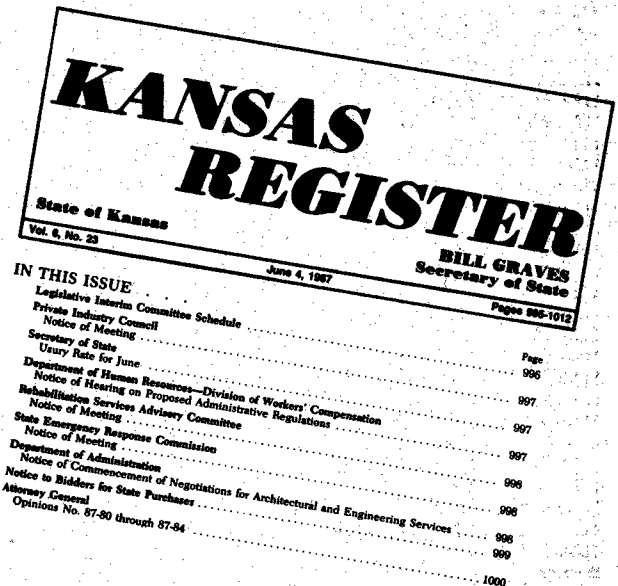 KANSAS
REGISTER
State of Kansas
BILL GRAVES
Secretary of State
Vol. 6, No. 23 June 4, 1987 Pages 995-1012
IN THIS ISSUE
Page
Legislative Interim Committee Schedule 996
Private Industry Council
Notice of Meeting 997
Secretary of State
Usury Rate for June 997
Department of Human Resources—Division of Workers' Compensation
Notice of Hearing on Proposed Administrative Regulations 997
Rehabilitation Services Advisory Committee
Notice of Meeting 998
State Emergency Response Commission
Notice of Meeting 998
Department of Administration
Notice of Commencement of Negotiations for Architectural and Engineering Services 998
Notice to Bidders for State Purchases 999
Attorney General
Opinions No. 87-80 through 87-84 1000